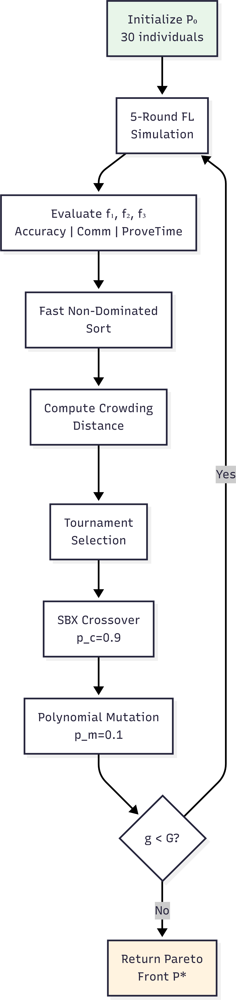 Initialize P₀
30 individuals
5-Round FL
Simulation
Evaluate f₁, f₂, f₃
Accuracy | Comm | ProveTime
Fast Non-Dominated
Sort
Compute Crowding
Distance
Yes
Tournament
Selection
SBX Crossover
p_c=0.9
Polynomial Mutation
p_m=0.1
g < G?
No
Return Pareto
Front P*